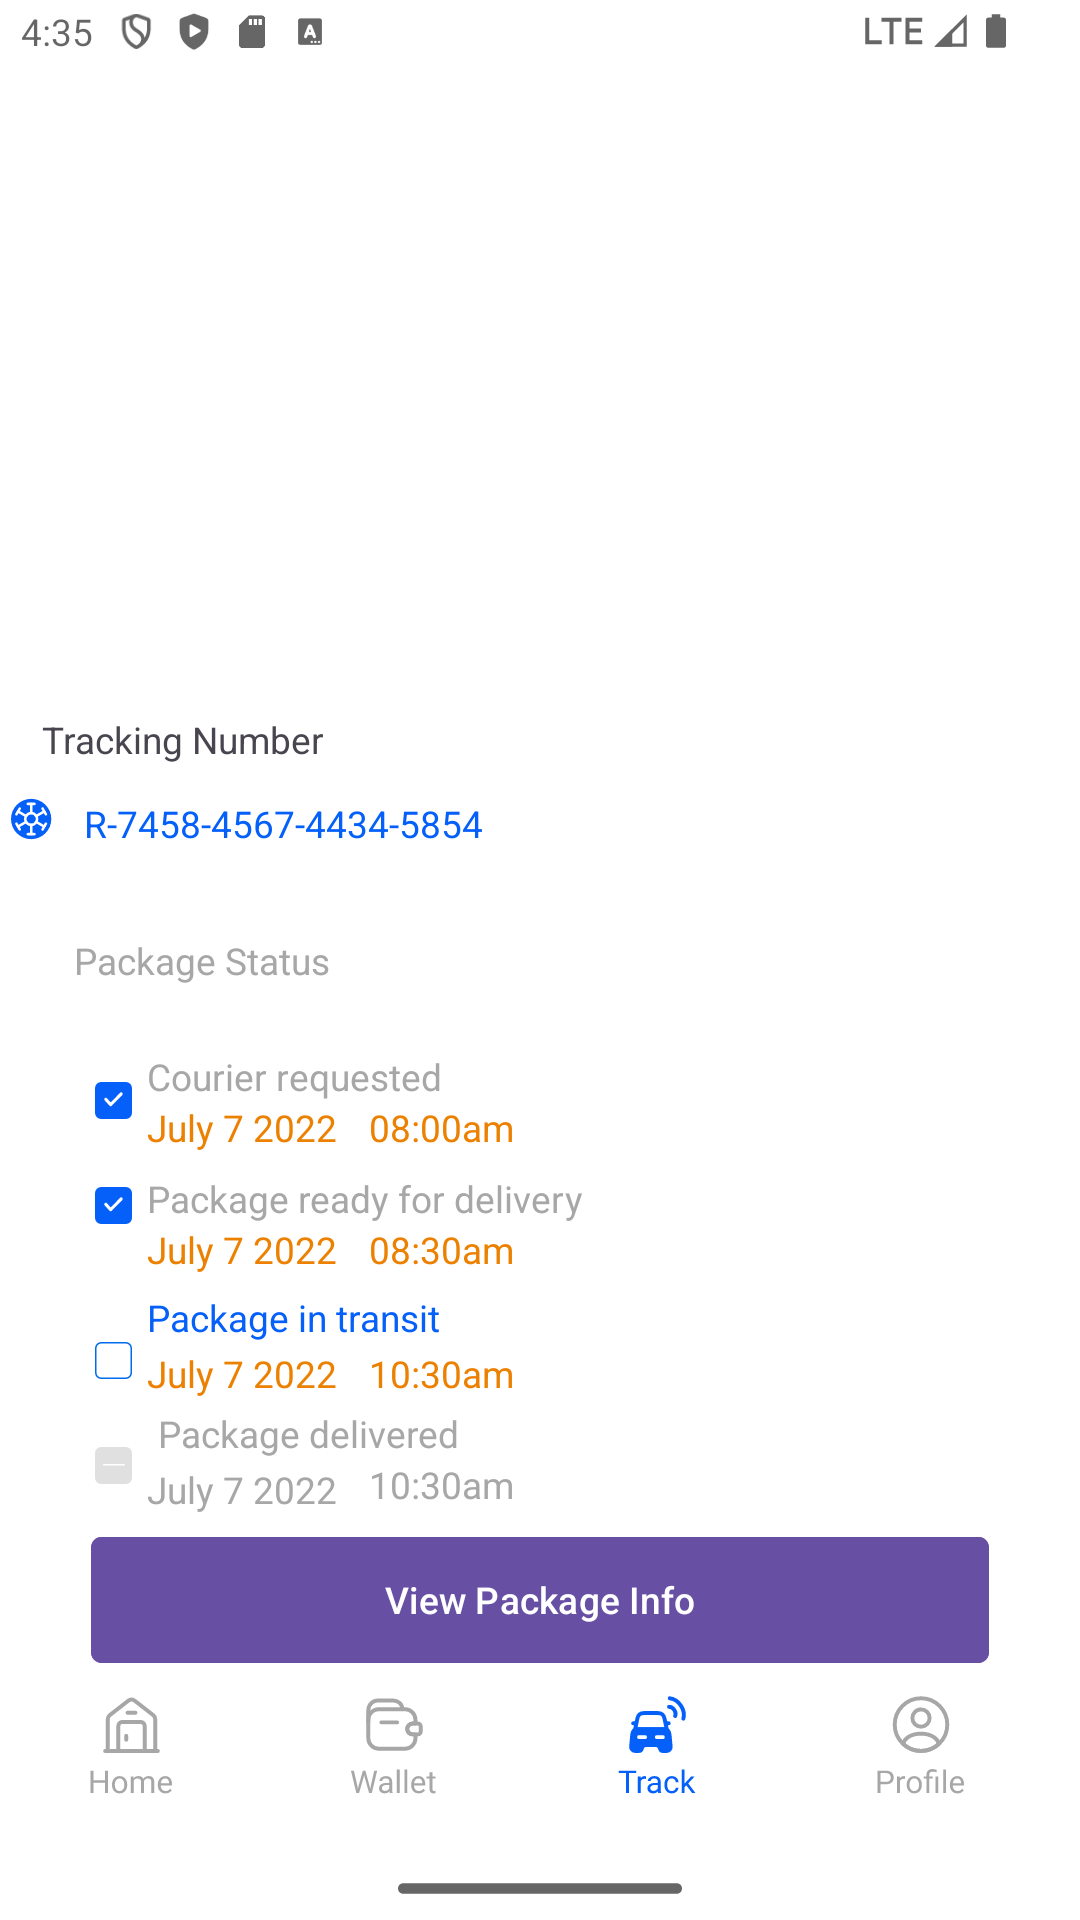 4:35
LTE
Tracking Number
R-7458-4567-4434-5854
Package Status
Courier requested
July 7 2022 08:00am
Package ready for delivery
July 7 2022 08:30am
Package in transit
July 7 2022 10:30am
Package delivered
July 7 2022 10:30am
View Package Info
Home Wallet Track Profile